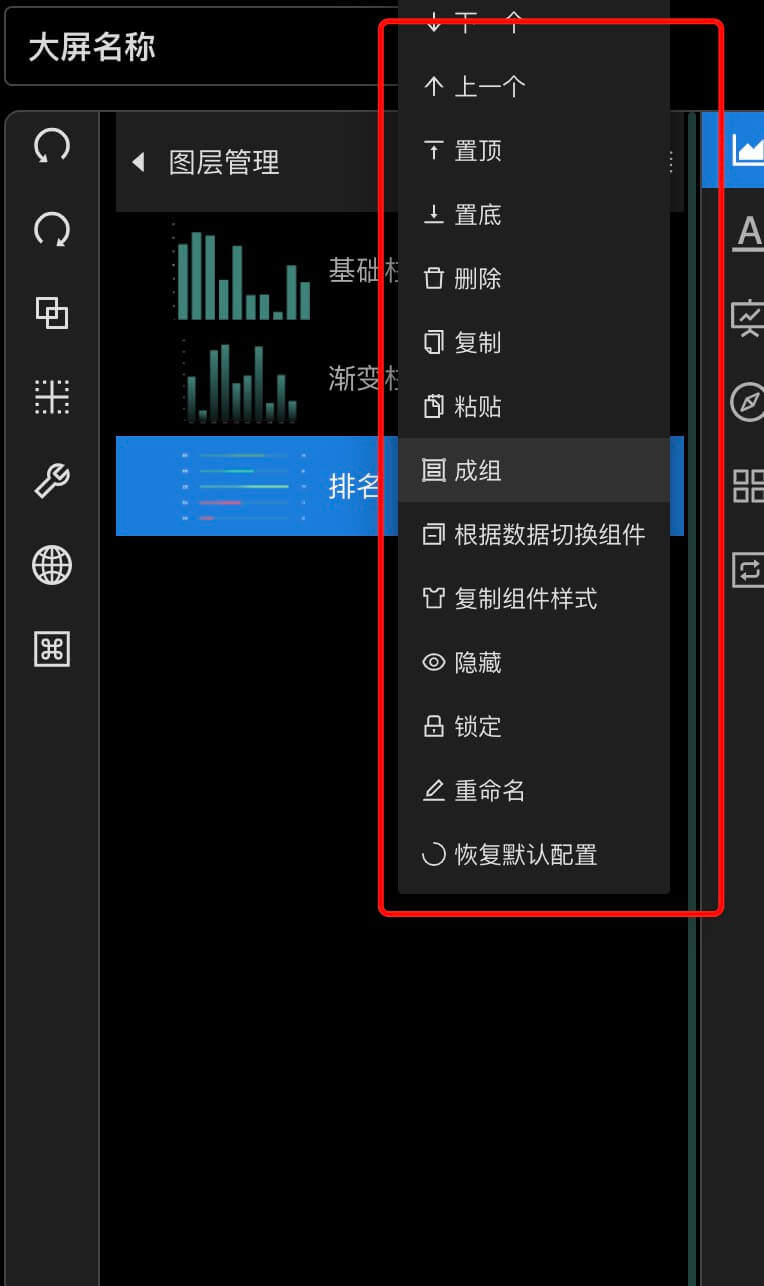 大屏名称
图层管理
基础
渐变
排名
下一个
上一个
置顶
置底
删除
复制
粘贴
成组
根据数据切换组件
复制组件样式
隐藏
锁定
重命名
恢复默认配置
A